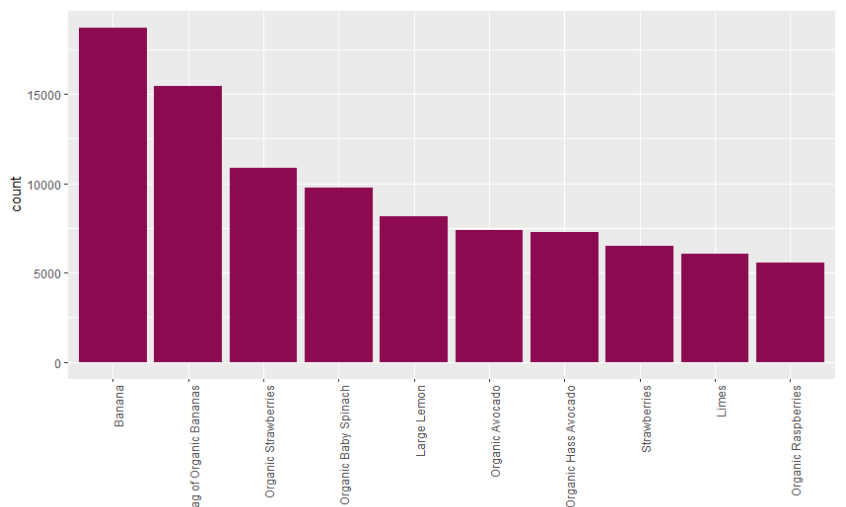 count
15000
10000
5000
0
Banana
ag of Organic Bananas
Organic Strawberries
Organic Baby Spinach
Large Lemon
Organic Avocado
Organic Hass Avocado
Strawberries
Limes
Organic Raspberries